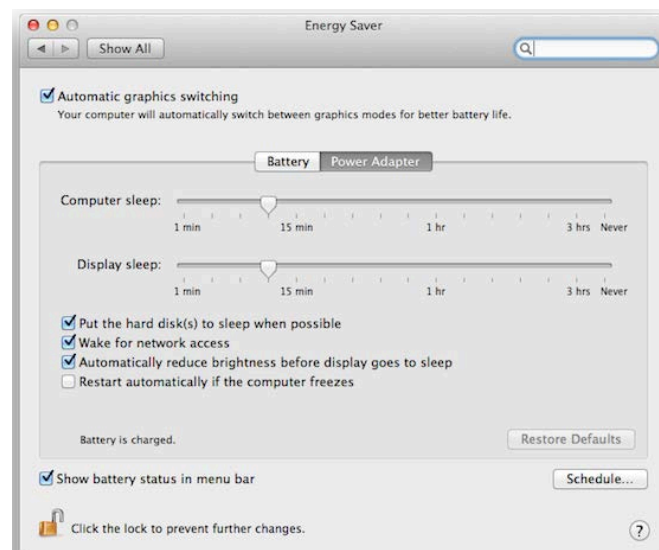 Energy Saver
Show All
Automatic graphics switching
Your computer will automatically switch between graphics modes for better battery life.
Battery Power Adapter
Computer sleep:
1 min 15 min 1 hr 3 hrs Never
Display sleep:
1 min 15 min 1 hr 3 hrs Never
Put the hard disk(s) to sleep when possible
Wake for network access
Automatically reduce brightness before display goes to sleep
Restart automatically if the computer freezes
Battery is charged.
Restore Defaults
Show battery status in menu bar
Schedule...
Click the lock to prevent further changes.
?